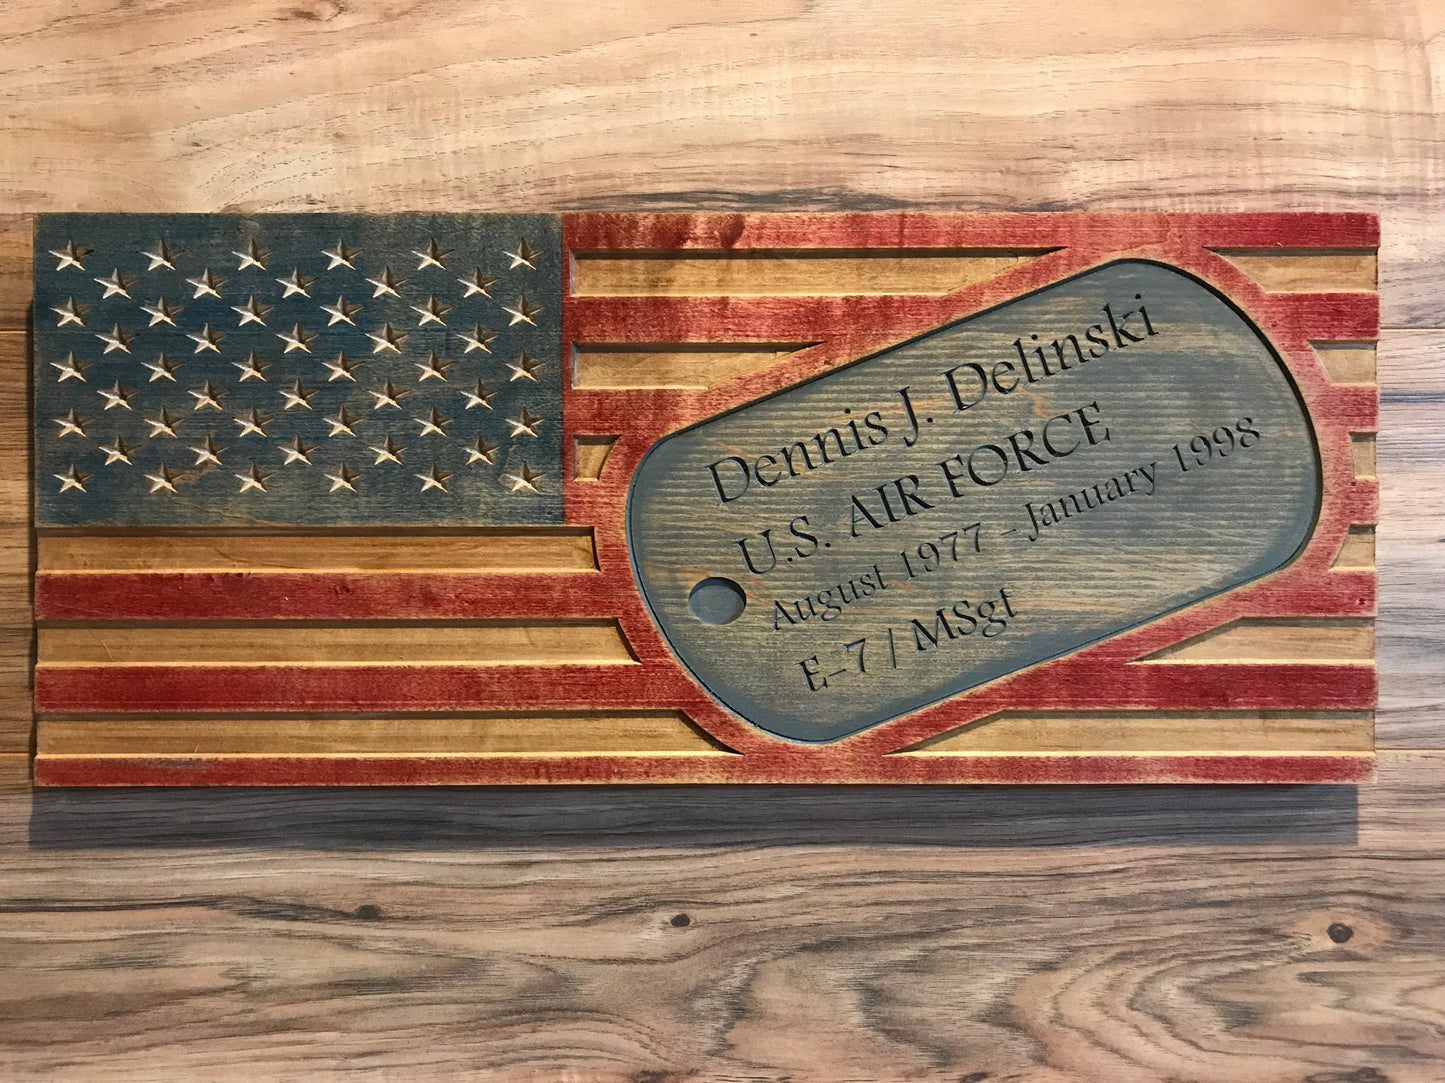 Dennis J. Delinski
U.S. AIR FORCE
August 1977 - January 1998
E-7 / MSgt